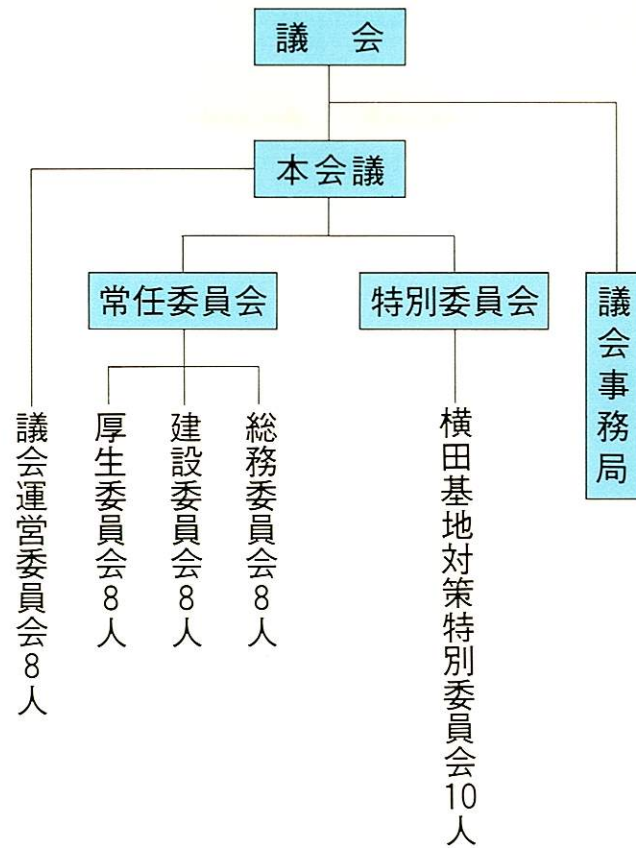 議　会
本会議
常任委員会
特別委員会
議会事務局
総務委員会8人
建設委員会8人
厚生委員会8人
議会運営委員会8人
横田基地対策特別委員会10人